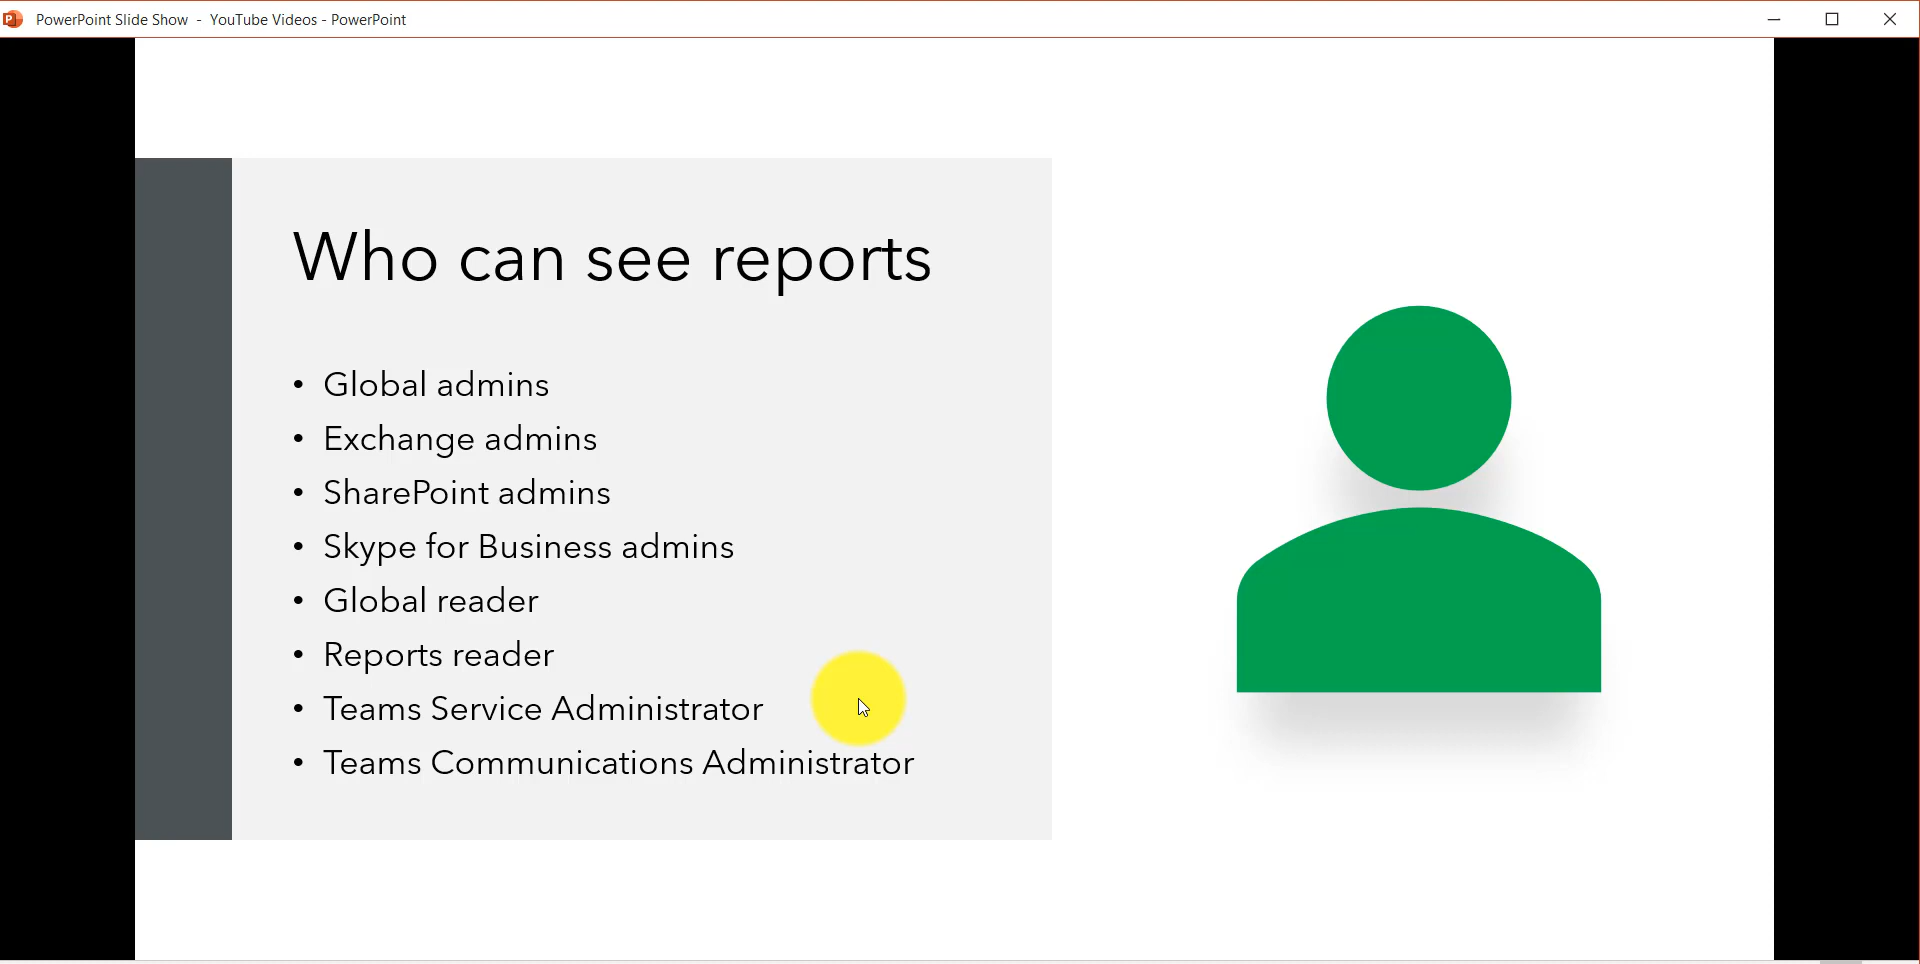 PowerPoint Slide Show - YouTube Videos - PowerPoint
Who can see reports
• Global admins
• Exchange admins
• SharePoint admins
• Skype for Business admins
• Global reader
• Reports reader
• Teams Service Administrator
• Teams Communications Administrator